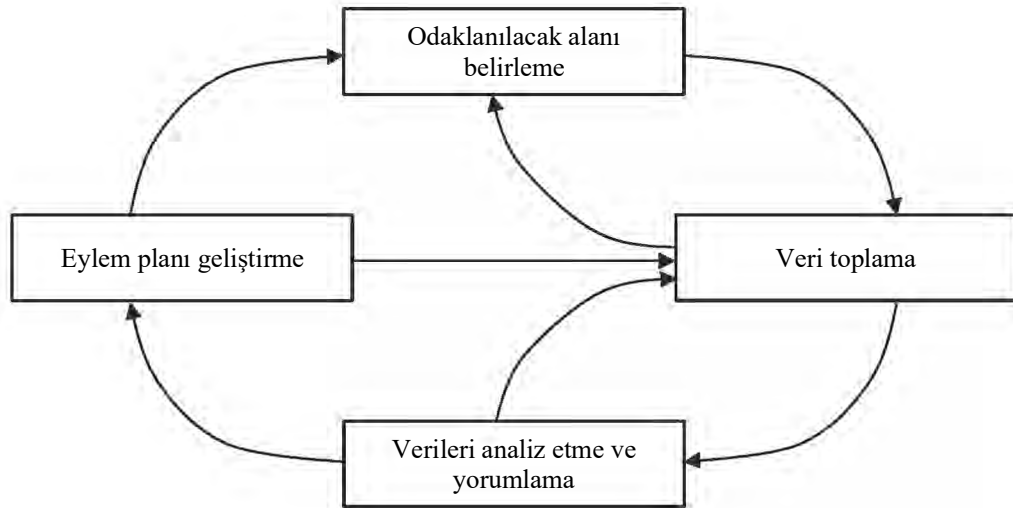 Odaklanılacak alanı
belirleme
Eylem planı geliştirme
Veri toplama
Verileri analiz etme ve
yorumlama